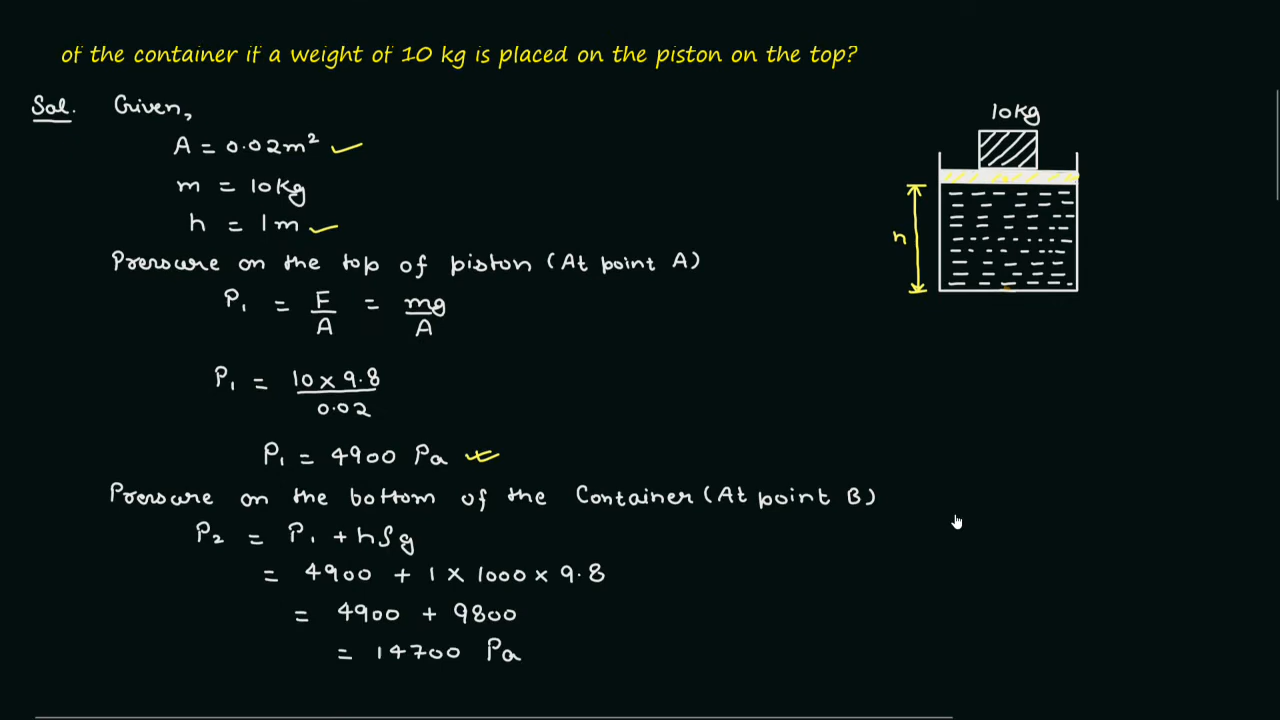 of the container if a weight of 10 kg is placed on the piston on the top?
Sol. Given,
10kg
A = 0.02m²
m = 10kg
h = 1m
h
Pressure on the top of piston (At point A)
P₁ = F/A = mg/A
P₁ = 10 × 9.8 / 0.02
P₁ = 4900 Pa
Pressure on the bottom of the Container (At point B)
P₂ = P₁ + hρg
= 4900 + 1 × 1000 × 9.8
= 4900 + 9800
= 14700 Pa